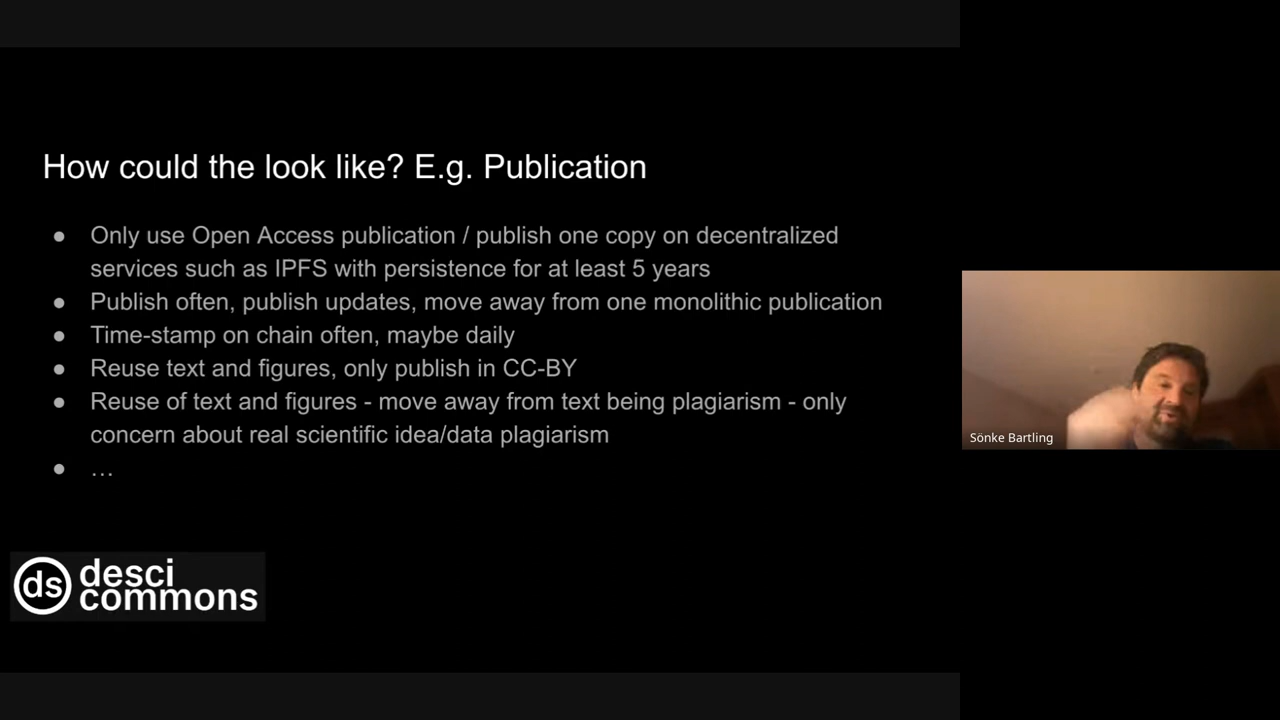 How could the look like? E.g. Publication
● Only use Open Access publication / publish one copy on decentralized
services such as IPFS with persistence for at least 5 years
● Publish often, publish updates, move away from one monolithic publication
● Time-stamp on chain often, maybe daily
● Reuse text and figures, only publish in CC-BY
● Reuse of text and figures - move away from text being plagiarism - only
concern about real scientific idea/data plagiarism
● …
Sönke Bartling
ds desci
commons